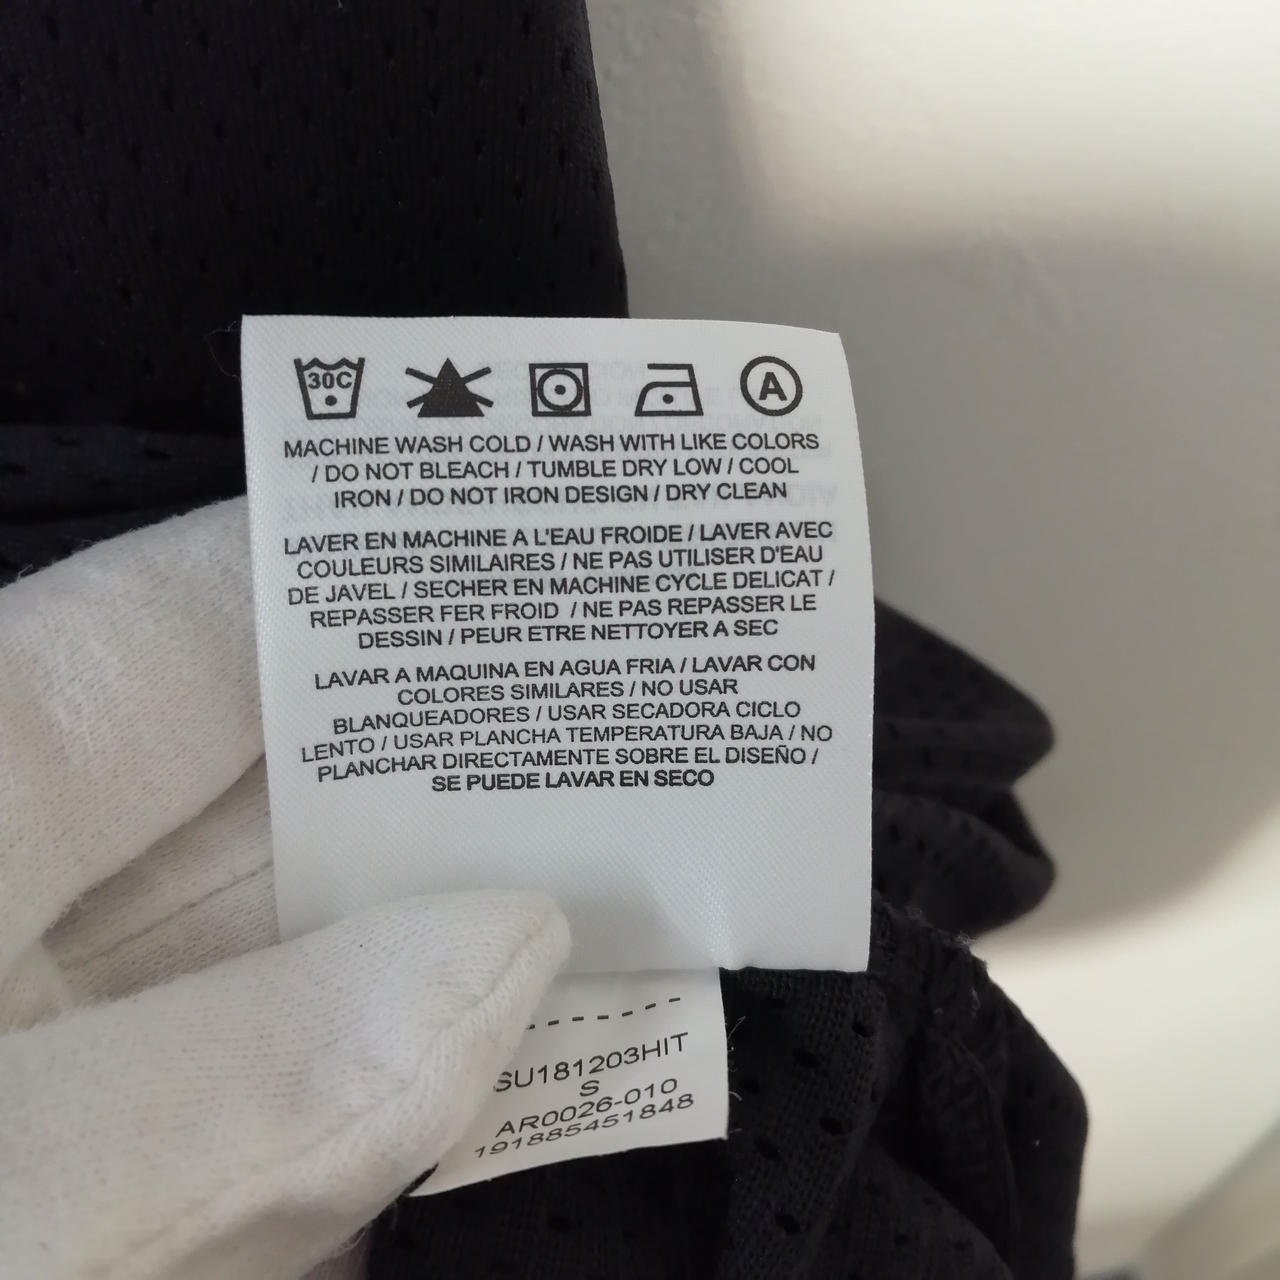 30C
A
MACHINE WASH COLD / WASH WITH LIKE COLORS
/ DO NOT BLEACH / TUMBLE DRY LOW / COOL
IRON / DO NOT IRON DESIGN / DRY CLEAN
LAVER EN MACHINE A L'EAU FROIDE / LAVER AVEC
COULEURS SIMILAIRES / NE PAS UTILISER D'EAU
DE JAVEL / SECHER EN MACHINE CYCLE DELICAT /
REPASSER FER FROID / NE PAS REPASSER LE
DESSIN / PEUR ETRE NETTOYER A SEC
LAVAR A MAQUINA EN AGUA FRIA / LAVAR CON
COLORES SIMILARES / NO USAR
BLANQUEADORES / USAR SECADORA CICLO
LENTO / USAR PLANCHA TEMPERATURA BAJA / NO
PLANCHAR DIRECTAMENTE SOBRE EL DISEÑO /
SE PUEDE LAVAR EN SECO
SU181203HIT
S
AR0026-010
191885451848